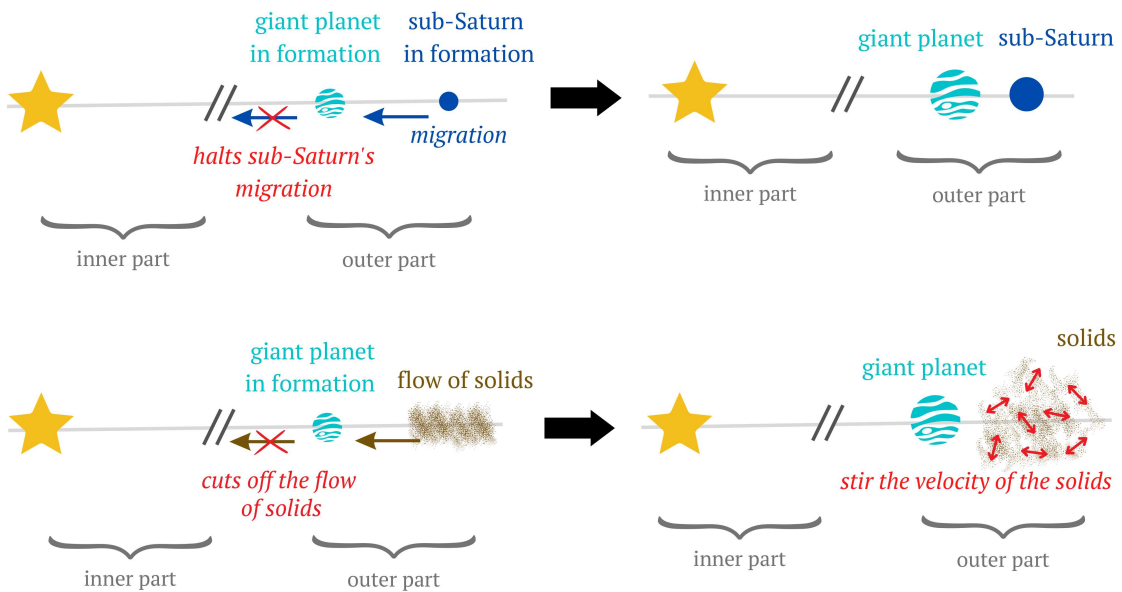 giant planet
in formation
sub-Saturn
in formation
migration
halts sub-Saturn's
migration
inner part
outer part
giant planet
sub-Saturn
inner part
outer part
giant planet
in formation
flow of solids
cuts off the flow
of solids
inner part
outer part
solids
giant planet
stir the velocity of the solids
inner part
outer part